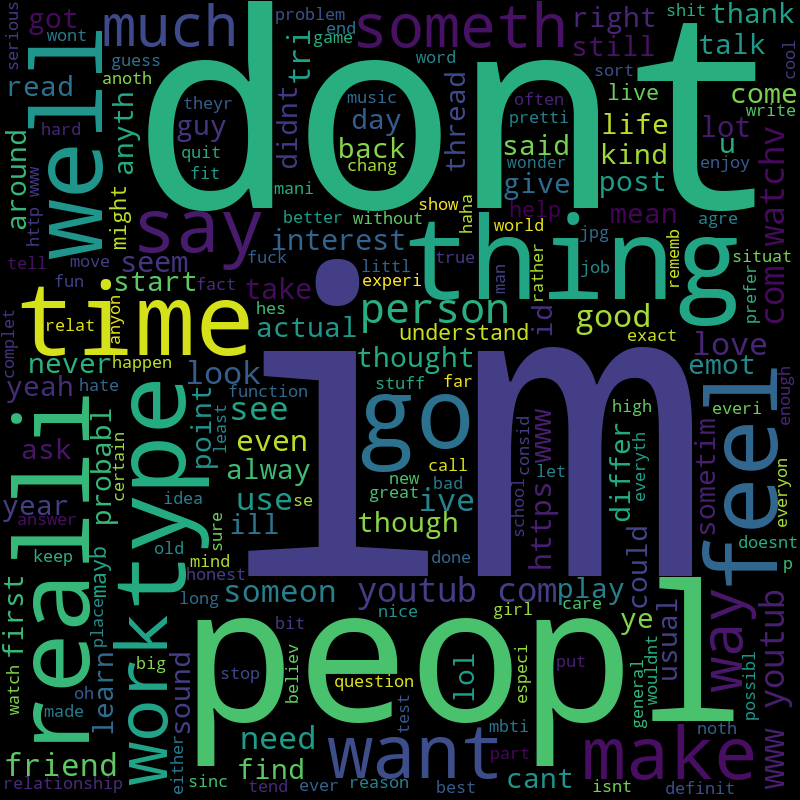 dont
im
peopl
thing
time
realli
feel
type
go
want
make
say
someth
well
much
work
way
person
problem
end
game
guess
anoth
tri
right
still
shit
thank
talk
cool
serious
wont
got
read
word
sort
theyr
guy
quit
fit
music
day
back
chang
didnt
thread
often
pretti
said
wonder
give
live
life
kind
post
lot
u
come
write
enjoy
anyth
around
hard
http www
might
mani
better
without
show
haha
help
world
mean
agre
com watchv
tell
move
seem
interest
fuck
littl
true
man
rather
jpg
job
rememb
situat
prefer
fun
start
fact
take
hes
experi
id
good
exact
complet
relat
anyon
happen
actual
understand
love
emot
never
yeah
hate
look
thought
function
stuff
far
see
point
least
high
everi
enough
ask
probabl
certain
even
call
https www
school
consid
let
differ
everyth
sometim
year
answer
idea
alway
use
se
new
great
bad
ive
though
everyon
doesnt
p
keep
old
sure
ill
mind
honest
done
could
first
place
mayb
long
someon
youtub com
play
nice
girl
care
ye
usual
www youtub
learn
sound
bit
believ
lol
question
especi
put
general
wouldnt
possibl
watch
oh
made
big
stop
need
find
test
mbti
part
cant
isnt
noth
definit
friend
relationship
either
sinc
tend
ever
reason
best